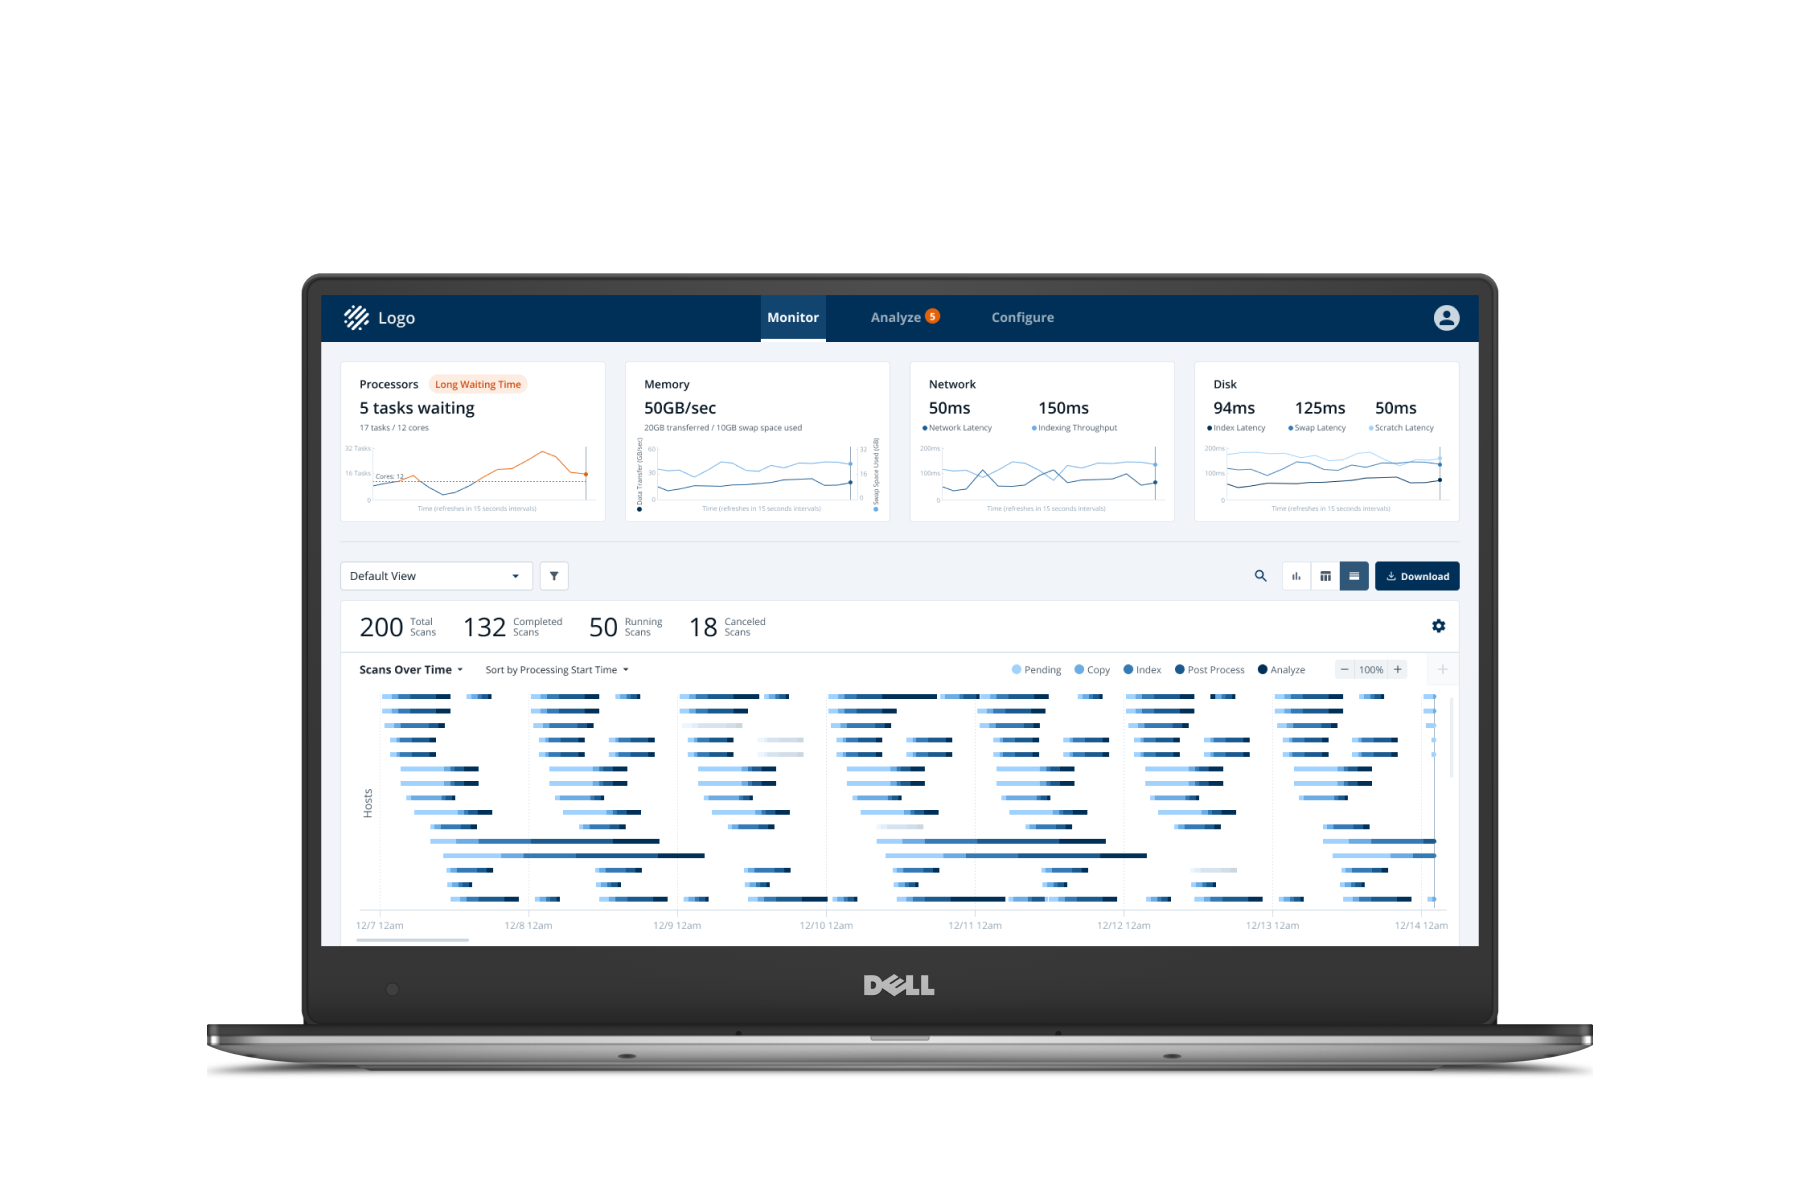 Logo
Monitor
Analyze 5
Configure
Processors Long Waiting Time
5 tasks waiting
17 tasks / 12 cores
32 Tasks
16 Tasks
Cores: 12
0
Time (refreshes in 15 seconds intervals)
Memory
50GB/sec
20GB transferred / 10GB swap space used
Data Transfer (GB/sec)
60
30
0
32
16
0
Swap Space Used (GB)
Time (refreshes in 15 seconds intervals)
Network
50ms 150ms
Network Latency Indexing Throughput
200ms
100ms
0
Time (refreshes in 15 seconds intervals)
Disk
94ms 125ms 50ms
Index Latency Swap Latency Scratch Latency
200ms
100ms
0
Time (refreshes in 15 seconds intervals)
Default View
Download
200 Total Scans
132 Completed Scans
50 Running Scans
18 Canceled Scans
Scans Over Time Sort by Processing Start Time
Pending Copy Index Post Process Analyze
− 100% + +
Hosts
12/7 12am 12/8 12am 12/9 12am 12/10 12am 12/11 12am 12/12 12am 12/13 12am 12/14 12am
DELL